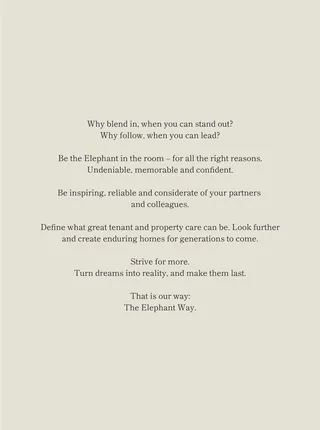 Why blend in, when you can stand out?
Why follow, when you can lead?
Be the Elephant in the room – for all the right reasons.
Undeniable, memorable and confident.
Be inspiring, reliable and considerate of your partners
and colleagues.
Define what great tenant and property care can be. Look further
and create enduring homes for generations to come.
Strive for more.
Turn dreams into reality, and make them last.
That is our way:
The Elephant Way.